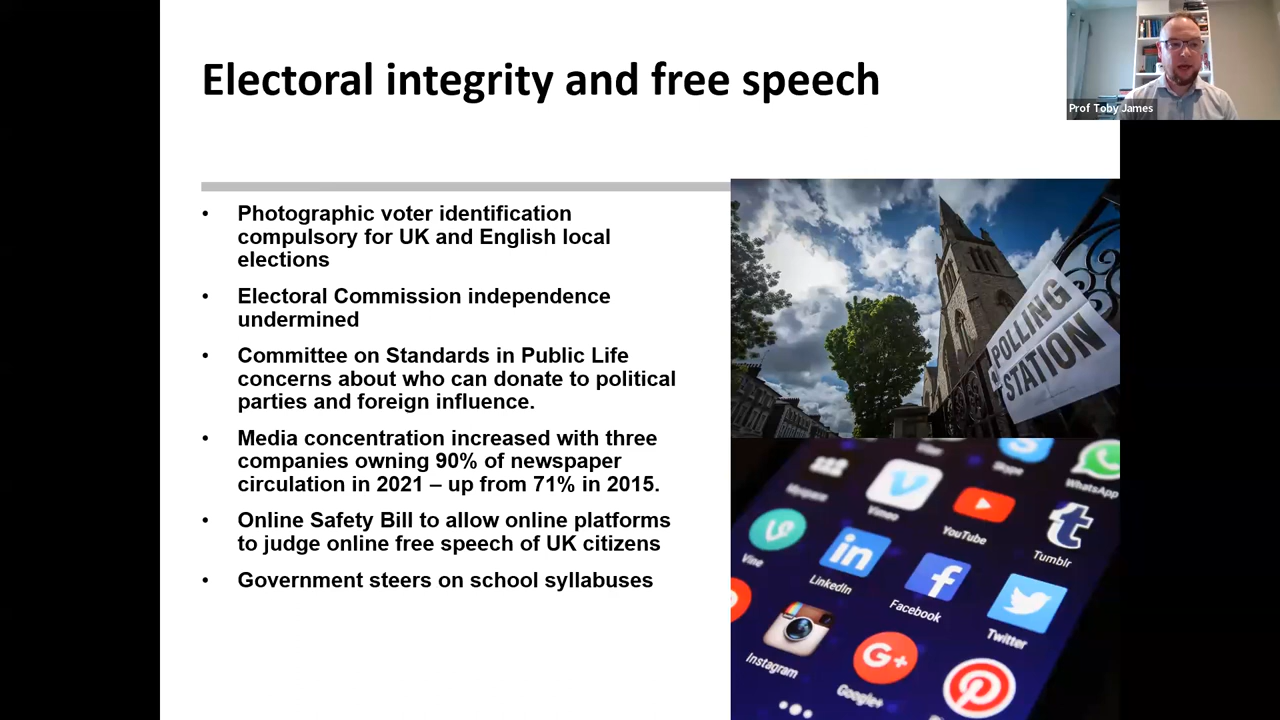 Electoral integrity and free speech
Prof Toby James
• Photographic voter identification
compulsory for UK and English local
elections
• Electoral Commission independence
undermined
• Committee on Standards in Public Life
concerns about who can donate to political
parties and foreign influence.
• Media concentration increased with three
companies owning 90% of newspaper
circulation in 2021 – up from 71% in 2015.
• Online Safety Bill to allow online platforms
to judge online free speech of UK citizens
• Government steers on school syllabuses
POLLING
STATION
Viber
Skype
WhatsApp
Myspace
Vimeo
YouTube
Tumblr
Vine
LinkedIn
Facebook
Twitter
Instagram
Google+